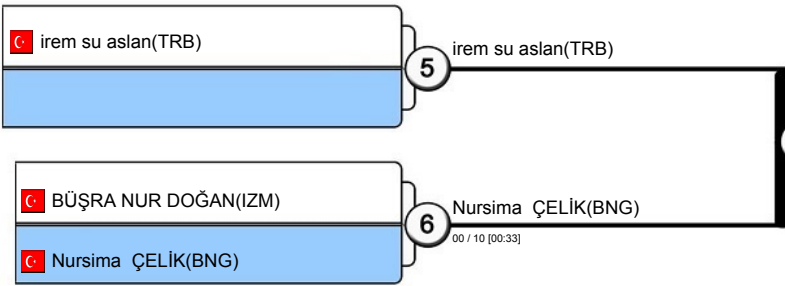 irem su aslan(TRB)
5
irem su aslan(TRB)
BÜŞRA NUR DOĞAN(IZM)
6
Nursima ÇELİK(BNG)
00 / 10 [00:33]
Nursima ÇELİK(BNG)